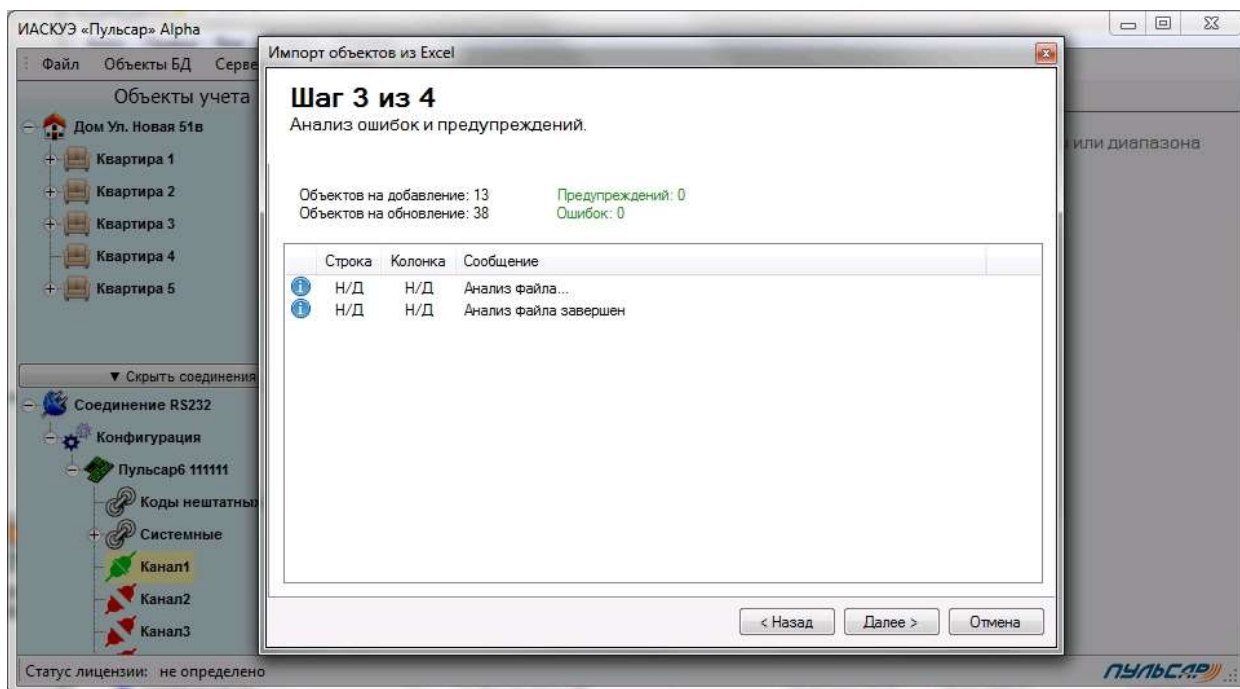 ИАСКУЭ «Пульсар» Alpha
Файл Объекты БД
Объекты учета
Дом Ул. Новая 51в
Квартира 1
Квартира 2
Квартира 3
Квартира 4
Квартира 5
▼ Скрыть соединения
Соединение RS232
Конфигурация
Пульсар6 111111
Коды
Системные
Канал1
Канал2
Канал3
Статус лицензии: не определено
Импорт объектов из Excel
Шаг 3 из 4
Анализ ошибок и предупреждений.
Объектов на добавление: 13 Предупреждений: 0
Объектов на обновление: 38 Ошибок: 0
Строка Колонка Сообщение
Н/Д Н/Д Анализ файла...
Н/Д Н/Д Анализ файла завершен
< Назад Далее > Отмена
или диапазона
ПУЛЬСАР